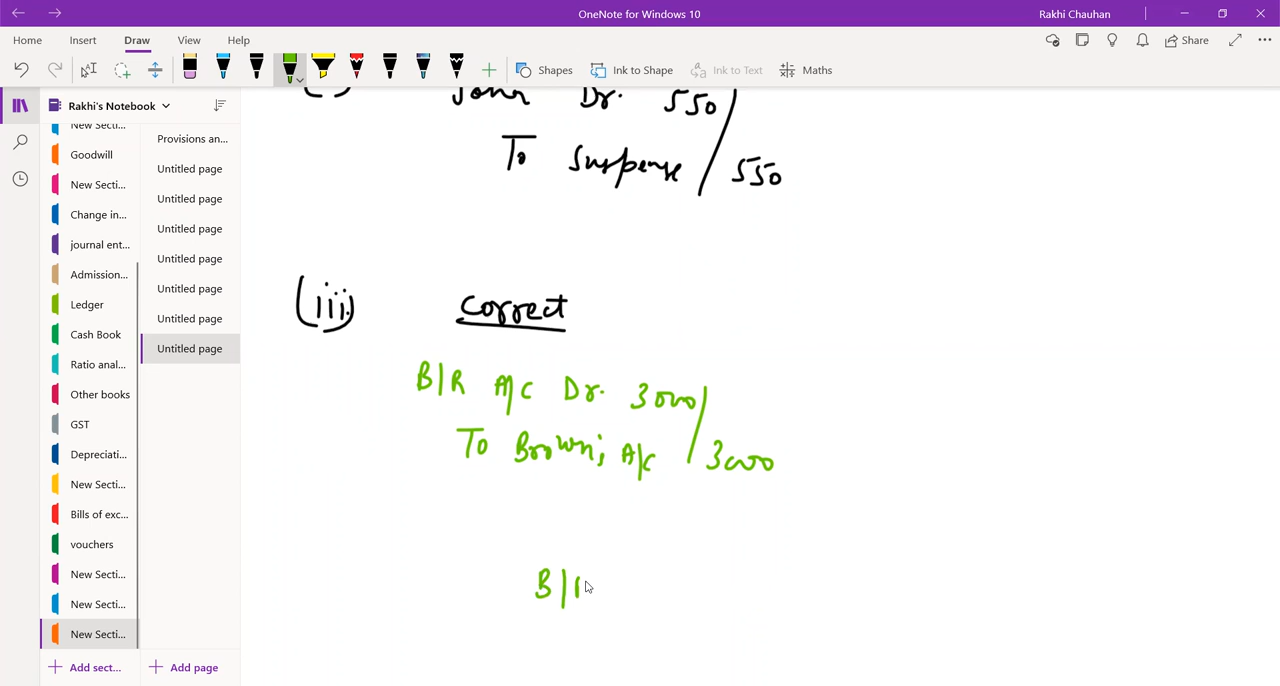 OneNote for Windows 10
Rakhi Chauhan
Home Insert Draw View Help
Share
Shapes Ink to Shape Ink to Text Maths
Rakhi's Notebook
New Secti...
Goodwill
New Secti...
Change in...
journal ent...
Admission...
Ledger
Cash Book
Ratio anal...
Other books
GST
Depreciati...
New Secti...
Bills of exc...
vouchers
New Secti...
New Secti...
New Secti...
Add sect...
Provisions an...
Untitled page
Untitled page
Untitled page
Untitled page
Untitled page
Untitled page
Untitled page
Add page
John Dr. 550/
To Suspense / 550
(iii) Correct
B/R A/C Dr. 3000/
To Brown's A/C / 3000
B/